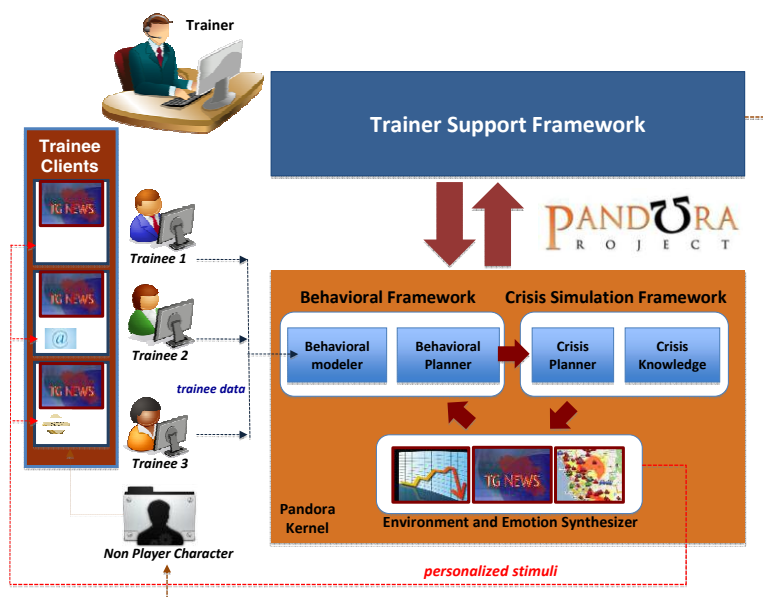 Trainer
Trainer Support Framework
Trainee
Clients
TG NEWS
TG NEWS
@
TG NEWS
Trainee 1
Trainee 2
Trainee 3
trainee data
Non Player Character
PANDORA
PROJECT
Behavioral Framework
Crisis Simulation Framework
Behavioral
modeler
Behavioral
Planner
Crisis
Planner
Crisis
Knowledge
TG NEWS
Pandora
Kernel
Environment and Emotion Synthesizer
personalized stimuli